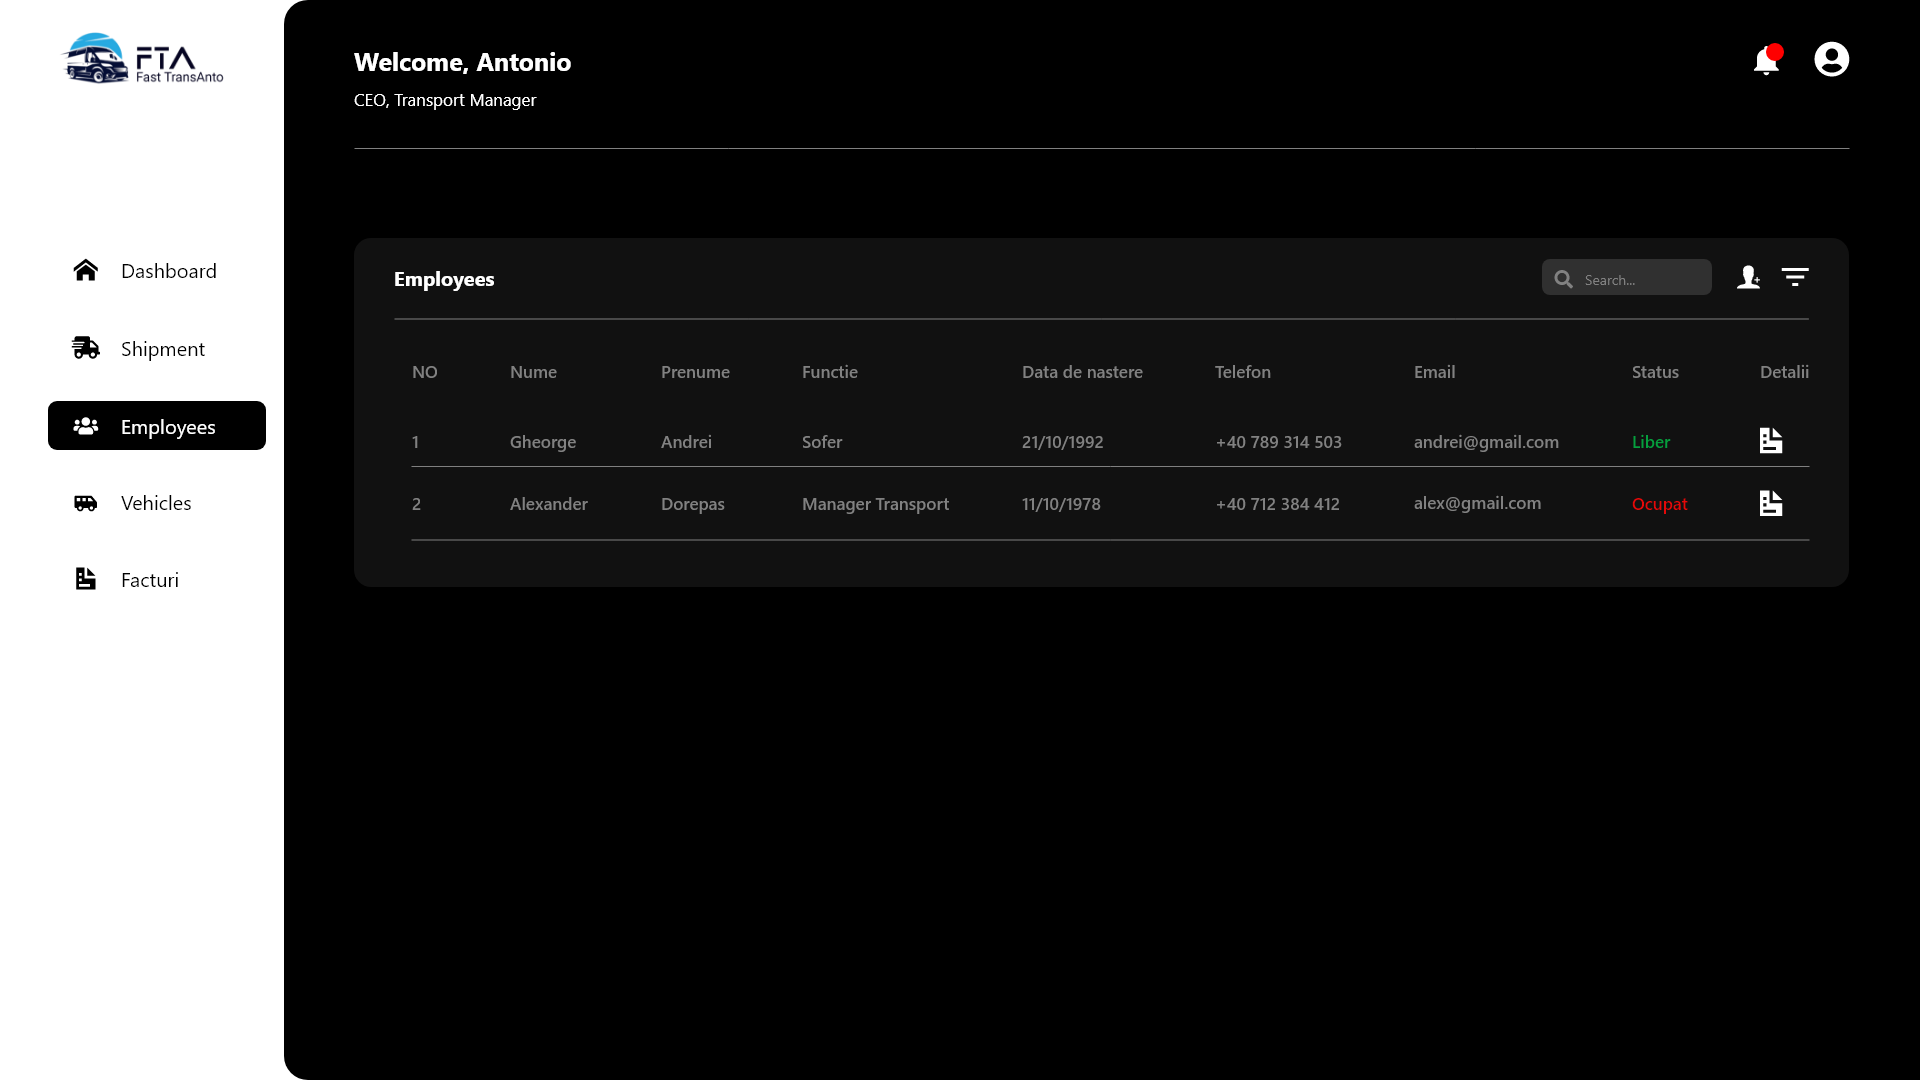 FTA
Fast TransAnto
Welcome, Antonio
CEO, Transport Manager
Dashboard
Shipment
Employees
Vehicles
Facturi
Employees
Search...
NO Nume Prenume Functie Data de nastere Telefon Email Status Detalii
1 Gheorge Andrei Sofer 21/10/1992 +40 789 314 503 andrei@gmail.com Liber
2 Alexander Dorepas Manager Transport 11/10/1978 +40 712 384 412 alex@gmail.com Ocupat